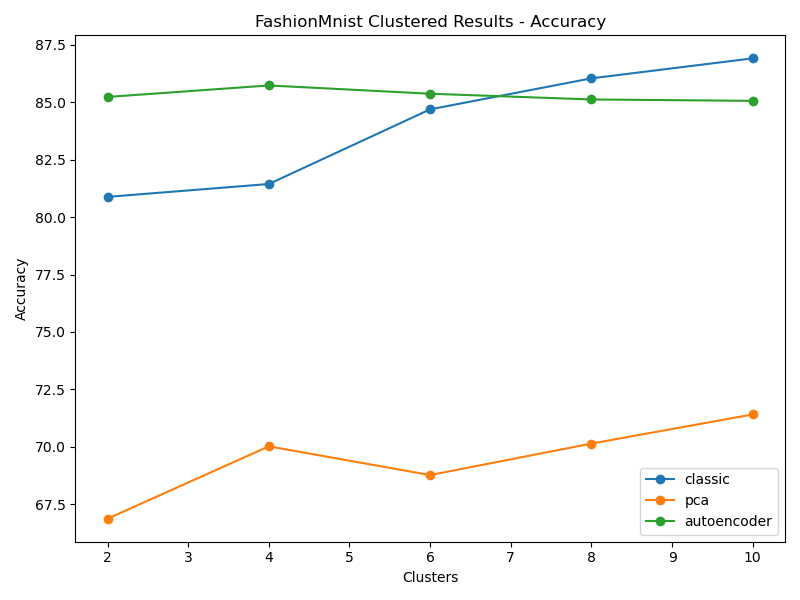 FashionMnist Clustered Results - Accuracy
87.5
85.0
82.5
80.0
77.5
75.0
72.5
70.0
67.5
Accuracy
classic
pca
autoencoder
2 3 4 5 6 7 8 9 10
Clusters